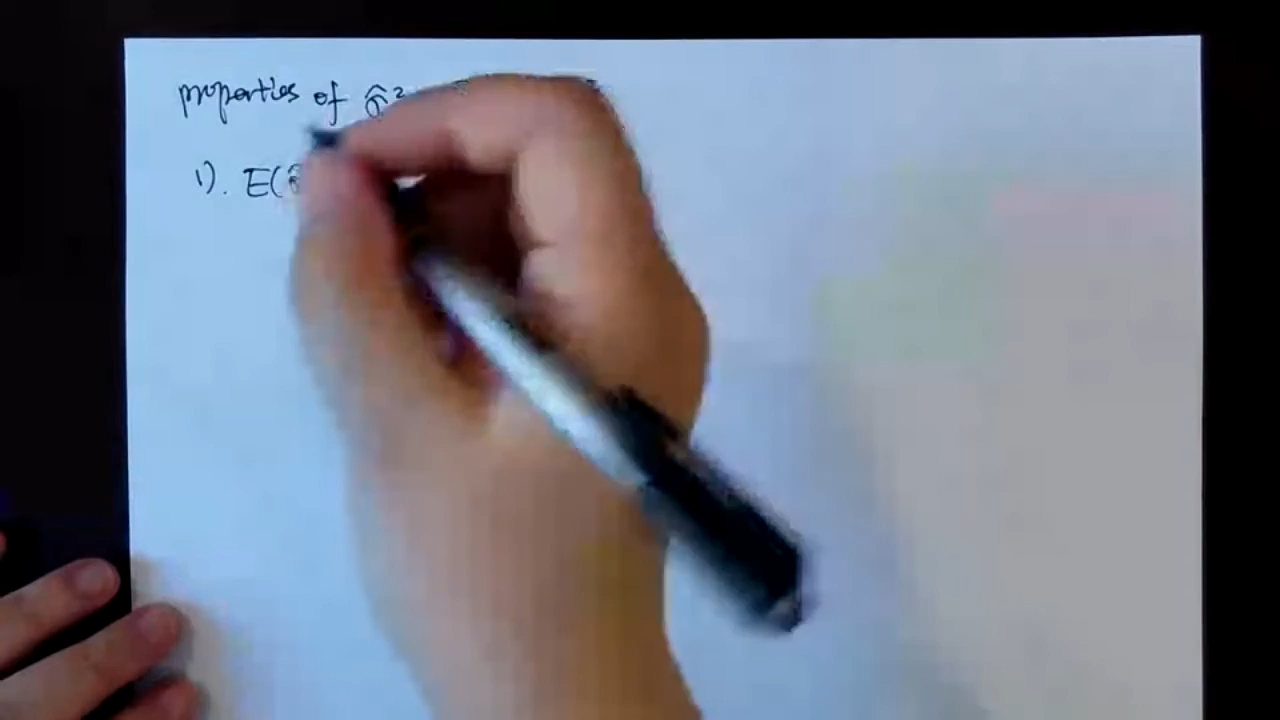 properties of σ̂²
1). E(